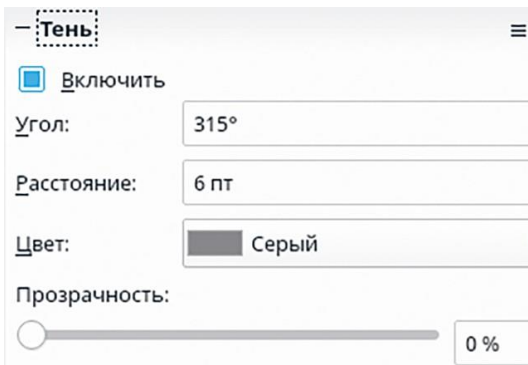 Тень
Включить
Угол: 315°
Расстояние: 6 пт
Цвет: Серый
Прозрачность:
0 %